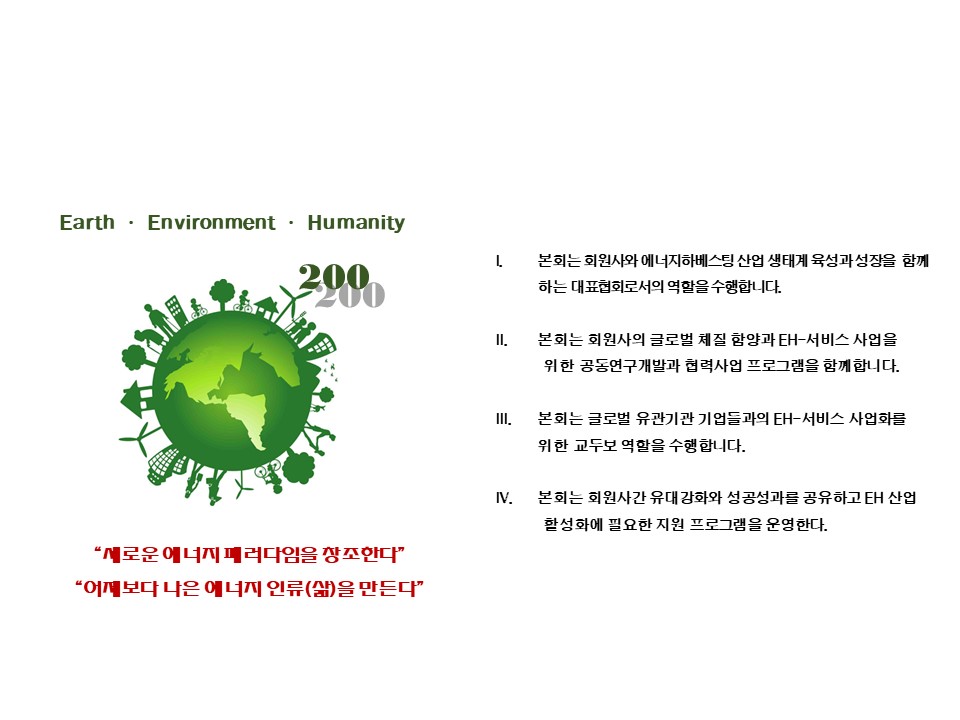 Earth · Environment · Humanity
200
200
“새로운 에너지 패러다임을 창조한다”
“어제보다 나은 에너지 인류(삶)을 만든다”
I. 본회는 회원사와 에너지하베스팅 산업 생태계 육성과 성장을 함께
하는 대표협회로서의 역할을 수행합니다.
II. 본회는 회원사의 글로벌 체질 함양과 EH-서비스 사업을
위한 공동연구개발과 협력사업 프로그램을 함께합니다.
III. 본회는 글로벌 유관기관 기업들과의 EH-서비스 사업화를
위한 교두보 역할을 수행합니다.
IV. 본회는 회원사간 유대강화와 성공성과를 공유하고 EH 산업
활성화에 필요한 지원 프로그램을 운영한다.